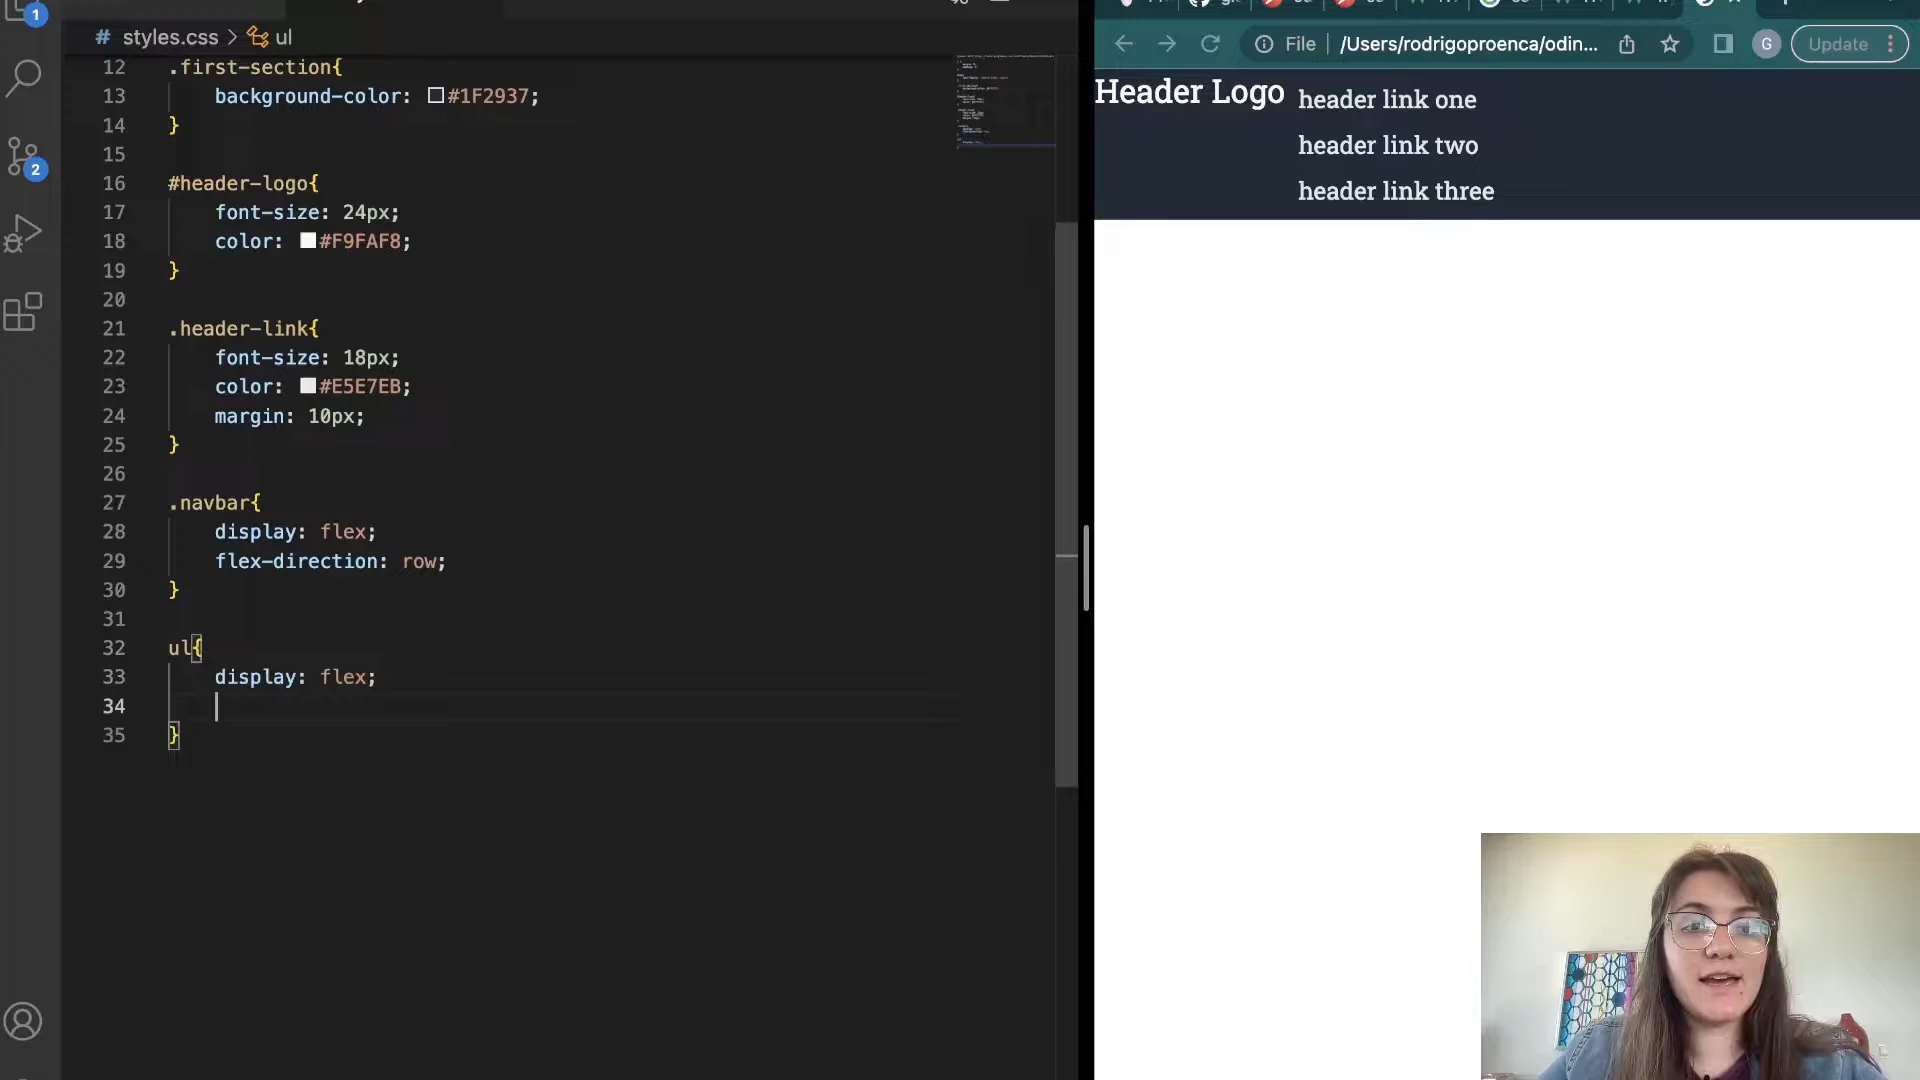 1
# styles.css > ul
12 .first-section{
13 background-color: #1F2937;
14 }
15
16 #header-logo{
17 font-size: 24px;
18 color: #F9FAF8;
19 }
20
21 .header-link{
22 font-size: 18px;
23 color: #E5E7EB;
24 margin: 10px;
25 }
26
27 .navbar{
28 display: flex;
29 flex-direction: row;
30 }
31
32 ul{
33 display: flex;
34
35 }
2
File /Users/rodrigoproenca/odin... G Update
Header Logo
header link one
header link two
header link three